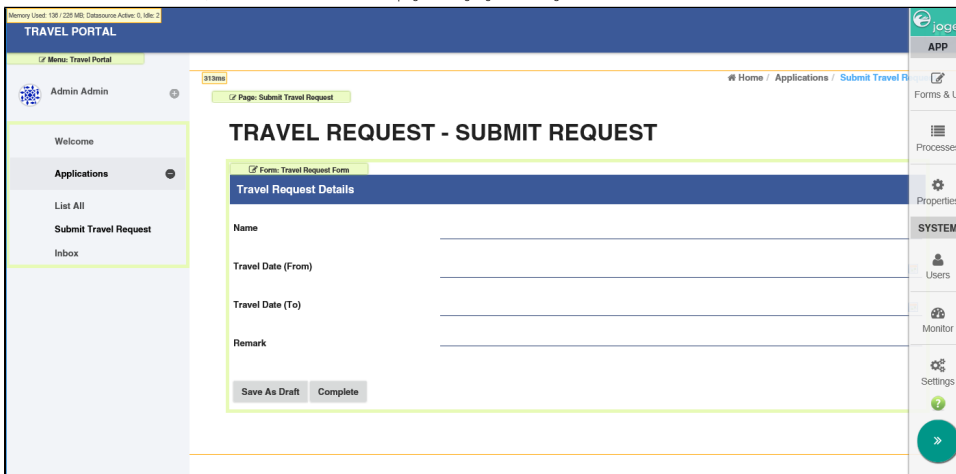 Memory Used: 136 / 226 MB; Datasource Active: 0, Idle: 2
TRAVEL PORTAL
joge
APP
Menu: Travel Portal
313ms
Home / Applications / Submit Travel R
Forms & U
Admin Admin
Page: Submit Travel Request
TRAVEL REQUEST - SUBMIT REQUEST
Welcome
Processes
Applications
Form: Travel Request Form
Travel Request Details
Properties
List All
Submit Travel Request
Name
SYSTEM
Inbox
Travel Date (From)
Users
Travel Date (To)
Monitor
Remark
Settings
Save As Draft Complete